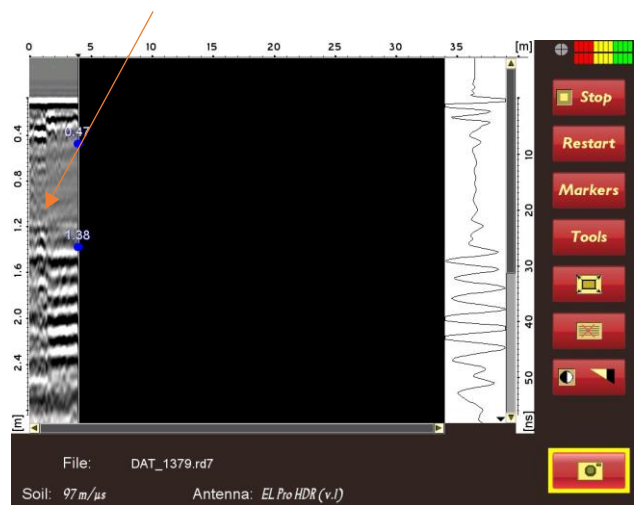 0 5 10 15 20 25 30 35 [m]
Stop
0.4
0.47
10
Restart
0.8
Markers
20
1.2
1.38
Tools
1.6
30
2.0
40
2.4
50
[m]
[ns]
File: DAT_1379.rd7
Soil: 97 m/µs Antenna: EL Pro HDR (v.1)